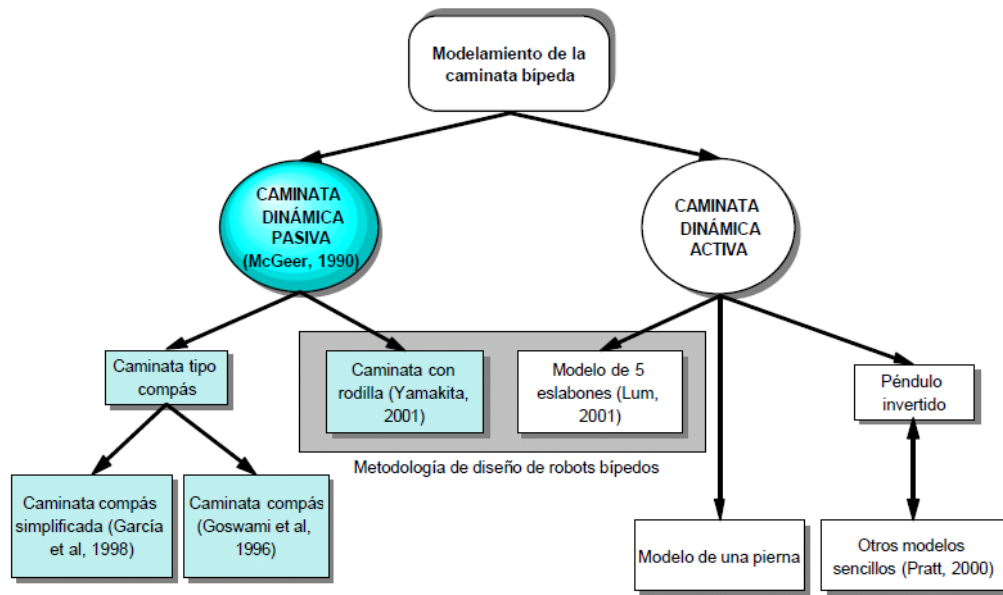 Modelamiento de la
caminata bípeda
CAMINATA
DINÁMICA
PASIVA
(McGeer, 1990)
CAMINATA
DINÁMICA
ACTIVA
Caminata tipo
compás
Caminata con
rodilla (Yamakita,
2001)
Modelo de 5
eslabones (Lum,
2001)
Péndulo
invertido
Metodología de diseño de robots bípedos
Caminata compás
simplificada (García
et al, 1998)
Caminata compás
(Goswami et al,
1996)
Modelo de una pierna
Otros modelos
sencillos (Pratt, 2000)